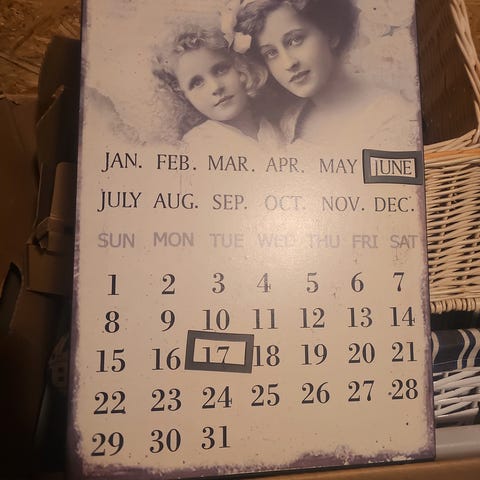 JAN. FEB. MAR. APR. MAY JUNE
JULY AUG. SEP. OCT. NOV. DEC.
SUN MON TUE WED THU FRI SAT
1 2 3 4 5 6 7
8 9 10 11 12 13 14
15 16 17 18 19 20 21
22 23 24 25 26 27 28
29 30 31